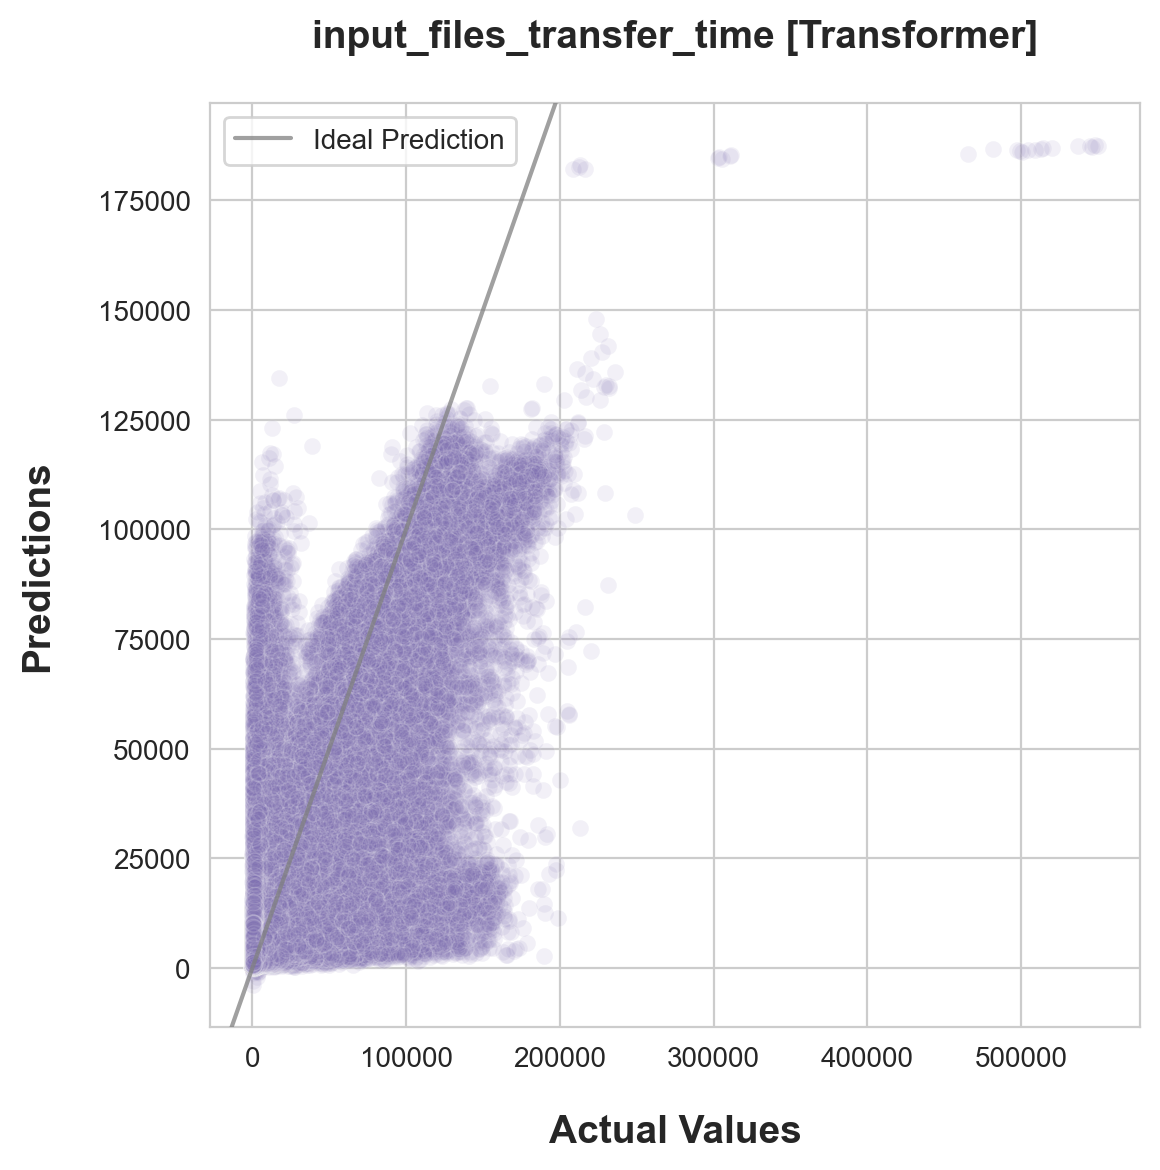 input_files_transfer_time [Transformer]
Ideal Prediction
175000
150000
125000
100000
75000
50000
25000
0
Predictions
0 100000 200000 300000 400000 500000
Actual Values